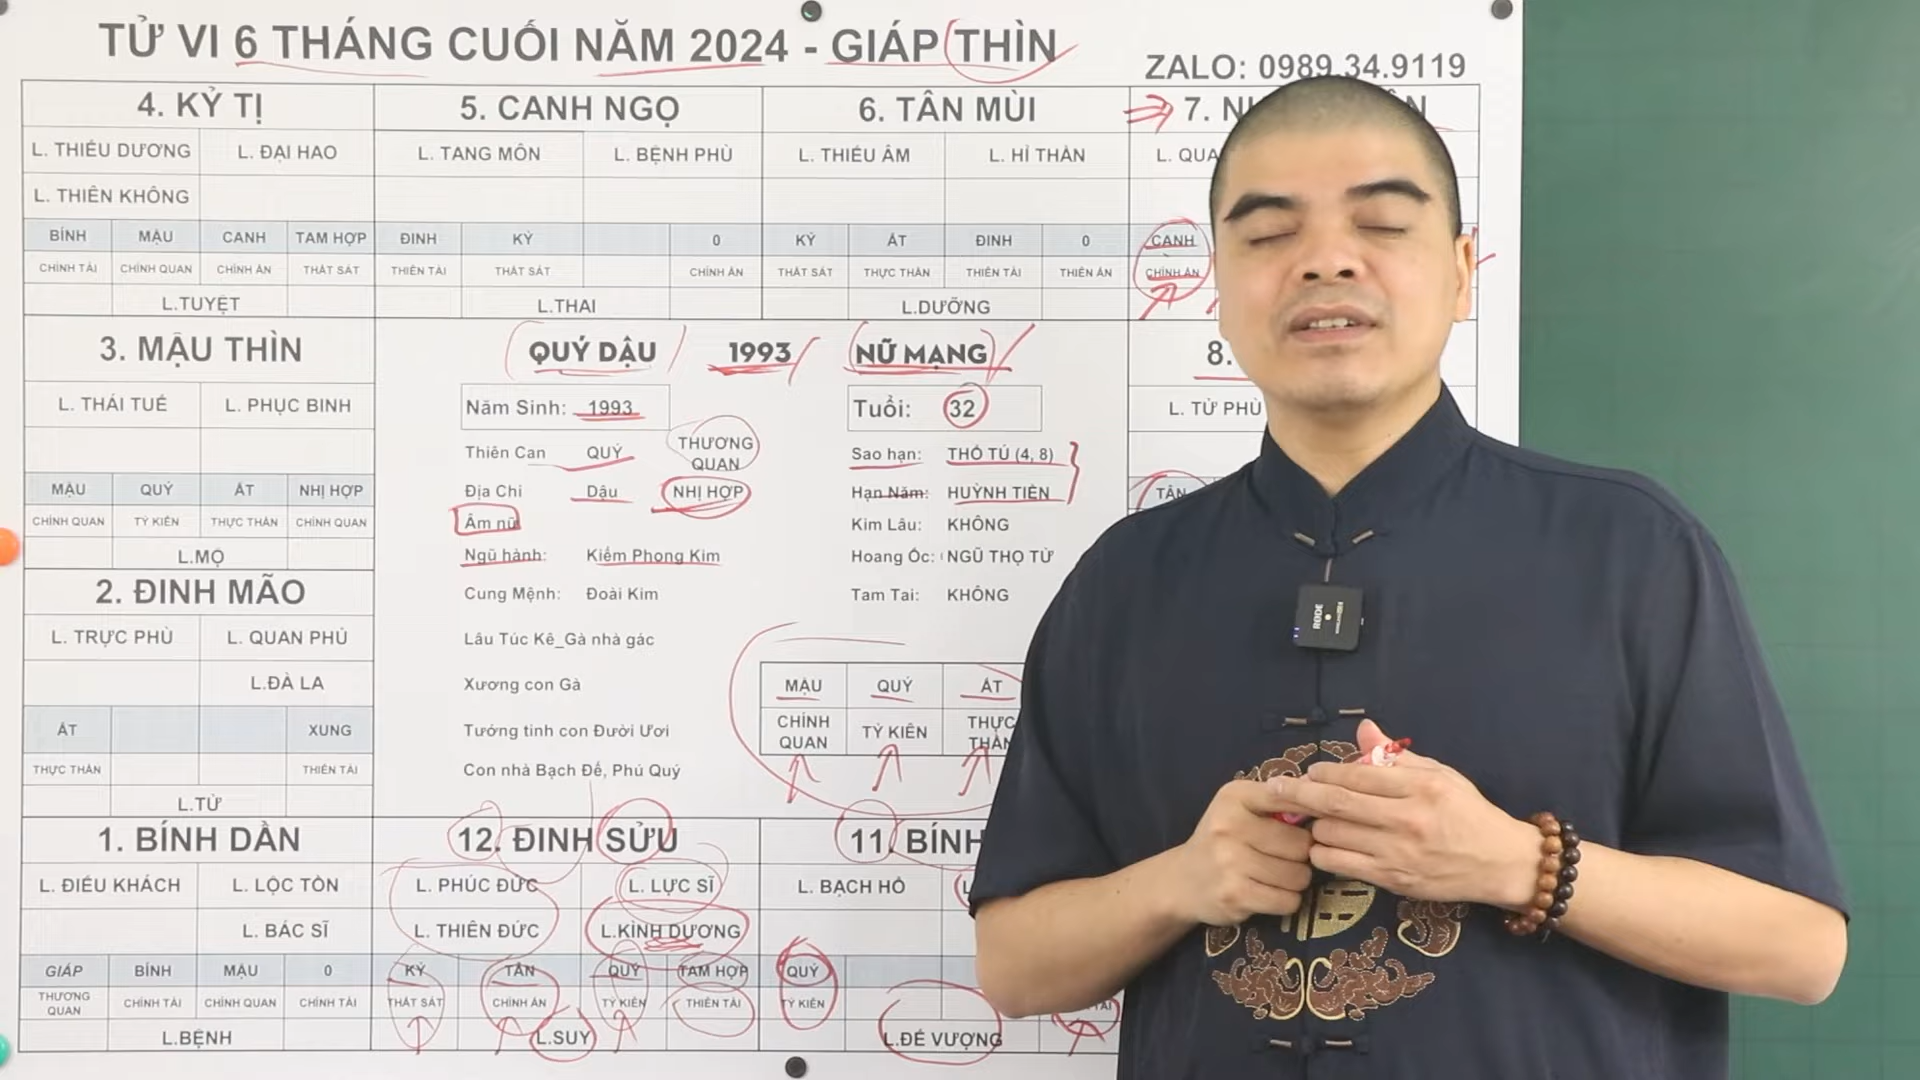 TỬ VI 6 THÁNG CUỐI NĂM 2024 - GIÁP THÌN
ZALO: 0989.34.9119
4. KỶ TỊ
L. THIẾU DƯƠNG L. ĐẠI HAO
L. THIÊN KHÔNG
BÍNH MẬU CANH TAM HỢP
CHÍNH TÀI CHÍNH QUAN CHÍNH ẤN THẤT SÁT
L.TUYỆT
5. CANH NGỌ
L. TANG MÔN L. BỆNH PHÙ
ĐINH KỶ 0
THIÊN TÀI THẤT SÁT CHÍNH ẤN
L.THAI
6. TÂN MÙI
L. THIẾU ÂM L. HỈ THẦN
KỶ ẤT ĐINH 0
THẤT SÁT THỰC THẦN THIÊN TÀI THIÊN ẤN
L.DƯỠNG
7.
CANH
CHÍNH ẤN
3. MẬU THÌN
L. THÁI TUẾ L. PHỤC BINH
MẬU QUÝ ẤT NHỊ HỢP
CHÍNH QUAN TỶ KIÊN THỰC THẦN CHÍNH QUAN
L.MỘ
QUÝ DẬU 1993 NỮ MẠNG
Năm Sinh: 1993 Tuổi: 32
Thiên Can QUÝ THƯƠNG QUAN
Địa Chi Dậu NHỊ HỢP
Âm nữ
Ngũ hành: Kiếm Phong Kim
Cung Mệnh: Đoài Kim
Lâu Túc Kê_Gà nhà gác
Xương con Gà
Tướng tinh con Đười Ươi
Con nhà Bạch Đế, Phú Quý
Sao hạn: THỔ TÚ (4, 8)
Hạn Năm: HUỲNH TIỀN
Kim Lâu: KHÔNG
Hoang Ốc: NGŨ THỌ TỬ
Tam Tai: KHÔNG
MẬU QUÝ ẤT
CHÍNH QUAN TỶ KIÊN THỰC THẦN
8.
L. TỬ PHÙ
TÂN
2. ĐINH MÃO
L. TRỰC PHÙ L. QUAN PHỦ
L.ĐÀ LA
ẤT XUNG
THỰC THẦN THIÊN TÀI
L.TỬ
1. BÍNH DẦN
L. ĐIẾU KHÁCH L. LỘC TỒN
L. BÁC SĨ
GIÁP BÍNH MẬU 0
THƯƠNG QUAN CHÍNH TÀI CHÍNH QUAN CHÍNH TÀI
L.BỆNH
12. ĐINH SỬU
L. PHÚC ĐỨC L. LỰC SĨ
L. THIÊN ĐỨC L.KÌNH DƯƠNG
KỶ TÂN QUÝ TAM HỢP
THẤT SÁT CHÍNH ẤN TỶ KIÊN THIÊN TÀI
L.SUY
11. BÍNH
L. BẠCH HỔ
QUÝ
TỶ KIÊN
L.ĐẾ VƯỢNG
RØDE